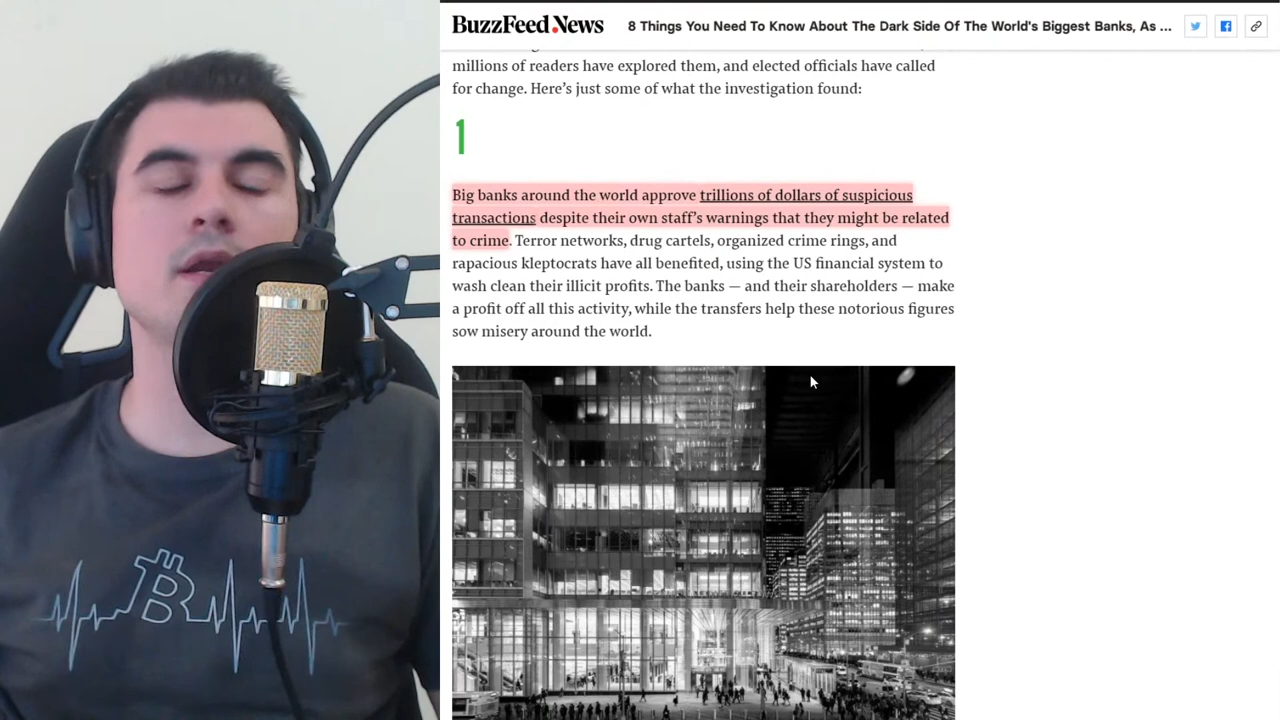 BuzzFeed News
8 Things You Need To Know About The Dark Side Of The World's Biggest Banks, As ...
millions of readers have explored them, and elected officials have called
for change. Here’s just some of what the investigation found:
1
Big banks around the world approve trillions of dollars of suspicious
transactions despite their own staff’s warnings that they might be related
to crime. Terror networks, drug cartels, organized crime rings, and
rapacious kleptocrats have all benefited, using the US financial system to
wash clean their illicit profits. The banks — and their shareholders — make
a profit off all this activity, while the transfers help these notorious figures
sow misery around the world.